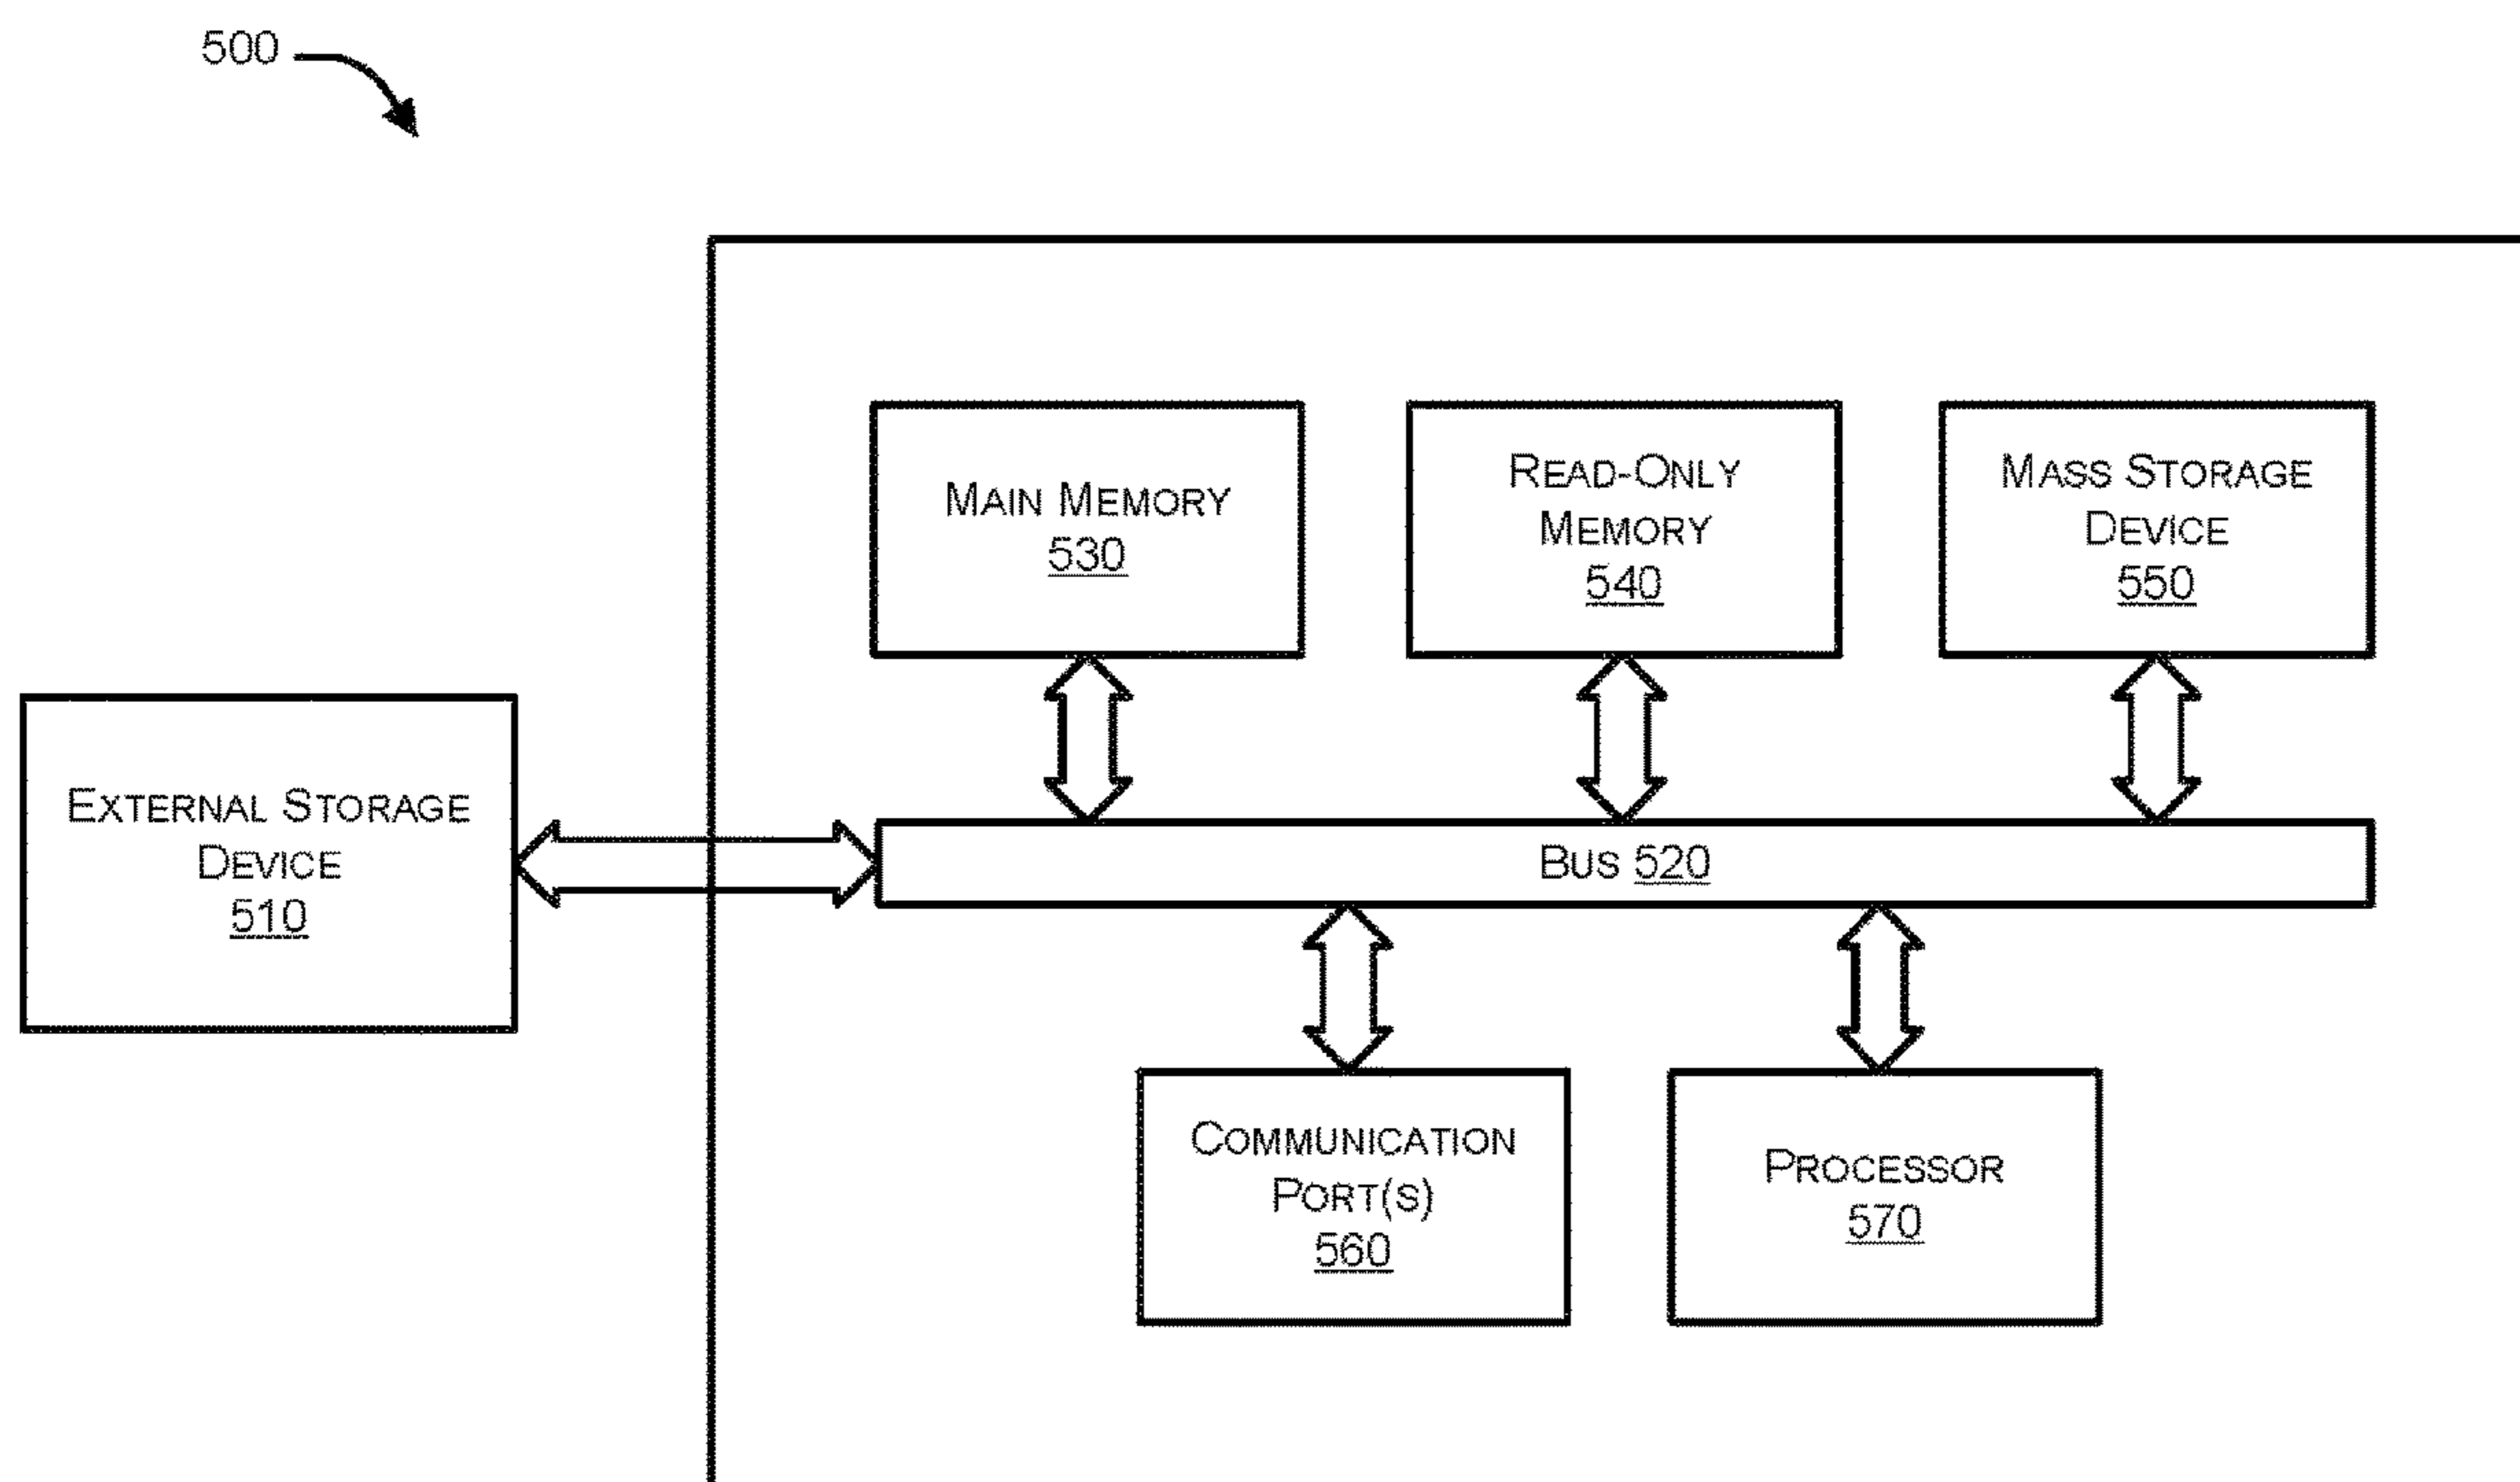 500
MAIN MEMORY
530
READ-ONLY
MEMORY
540
MASS STORAGE
DEVICE
550
EXTERNAL STORAGE
DEVICE
510
BUS 520
COMMUNICATION
PORT(S)
560
PROCESSOR
570